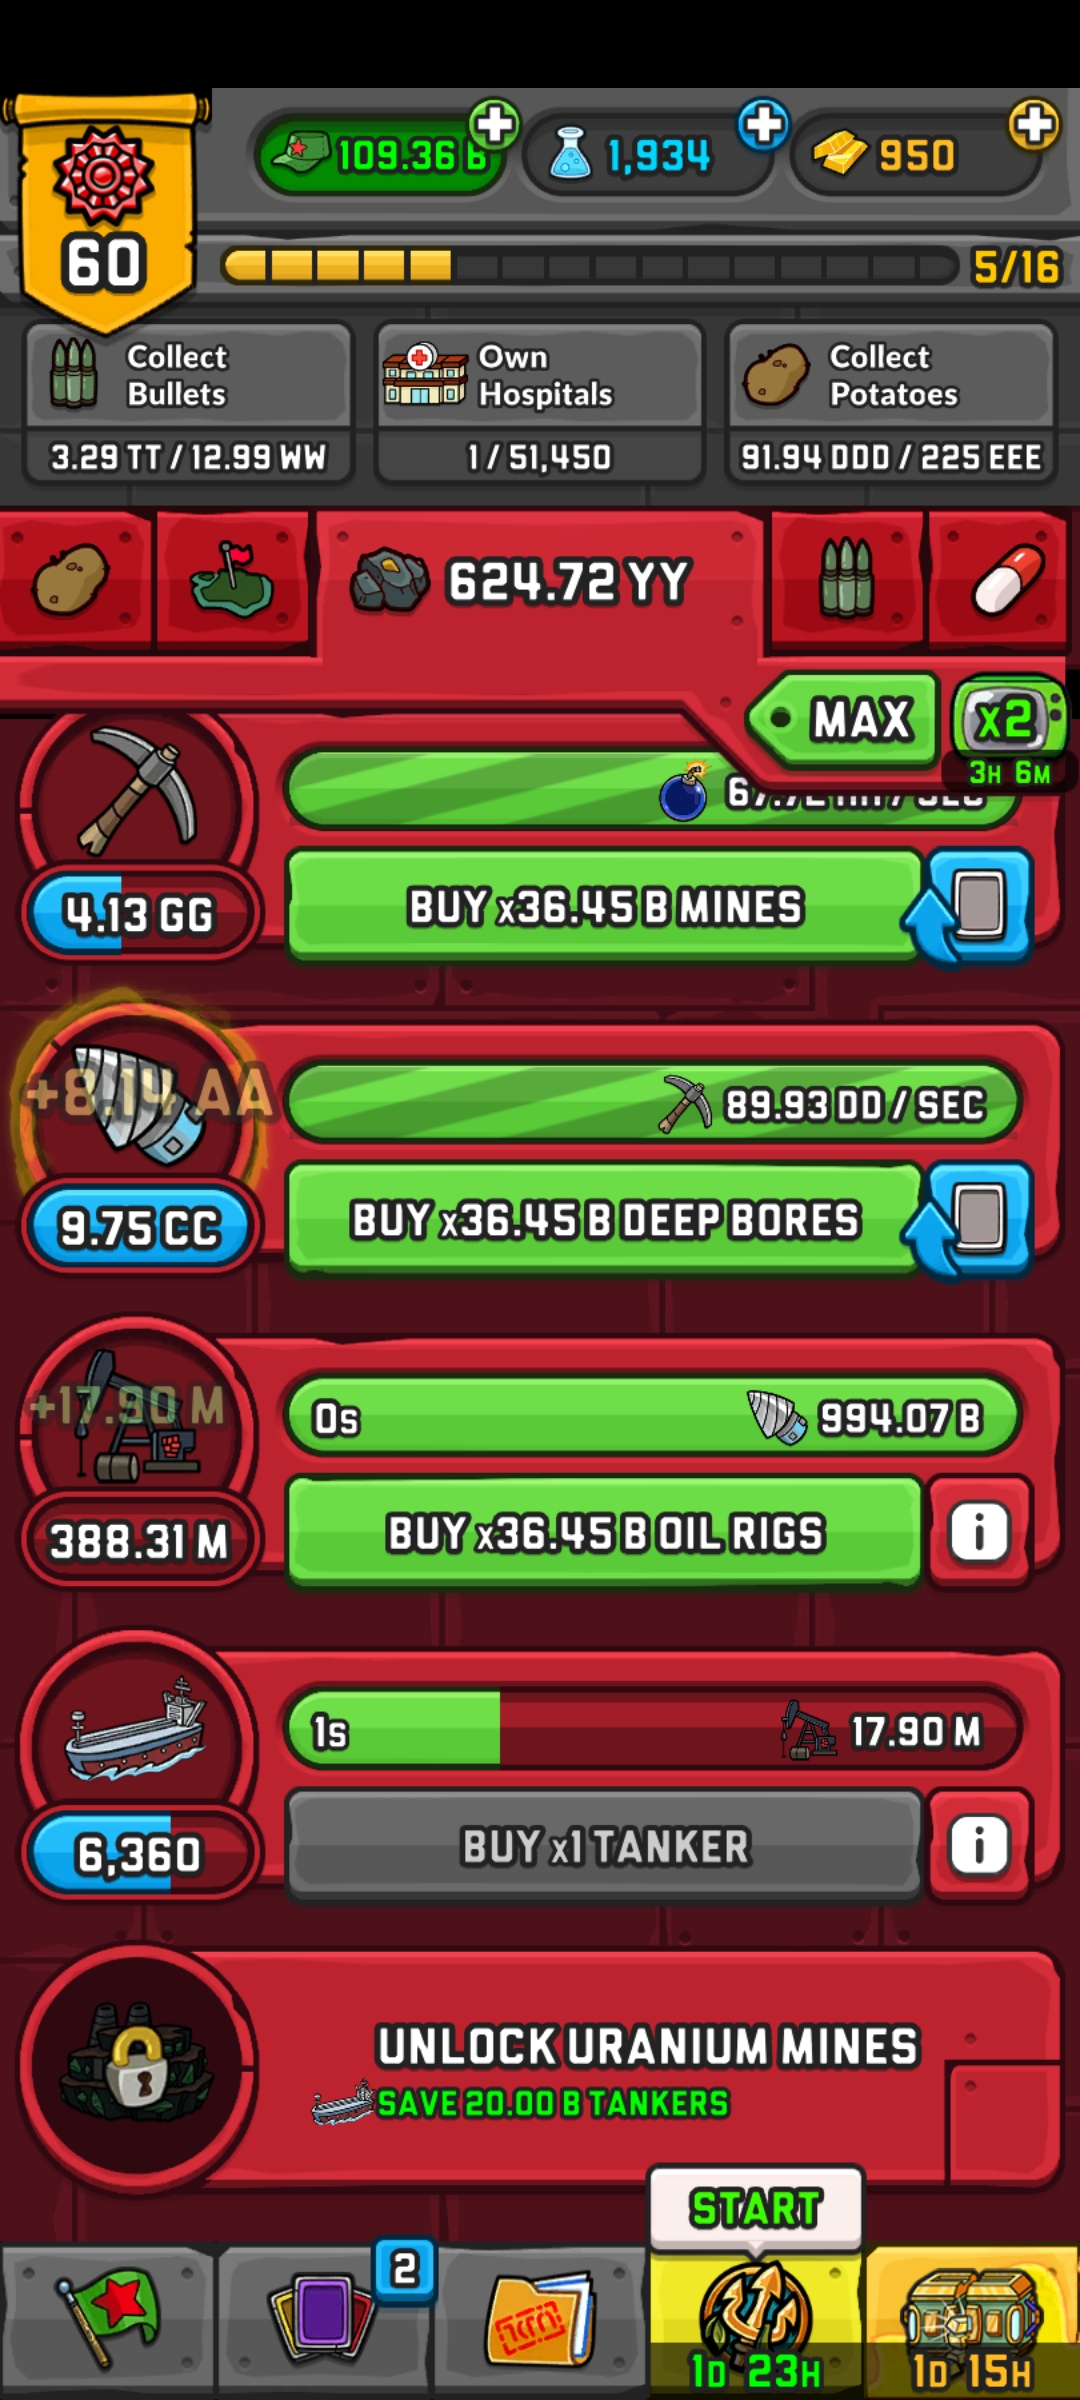 109.36 B
1,934
950
60
5/16
Collect
Bullets
3.29 TT / 12.99 WW
Own
Hospitals
1 / 51,450
Collect
Potatoes
91.94 DDD / 225 EEE
624.72 YY
MAX
x2
3H 6M
4.13 GG
BUY x36.45 B MINES
+8.14 AA
89.93 DD / SEC
9.75 CC
BUY x36.45 B DEEP BORES
+17.90 M
0s
994.07 B
388.31 M
BUY x36.45 B OIL RIGS
i
1s
17.90 M
6,360
BUY x1 TANKER
i
UNLOCK URANIUM MINES
SAVE 20.00 B TANKERS
START
2
1D 23H
1D 15H